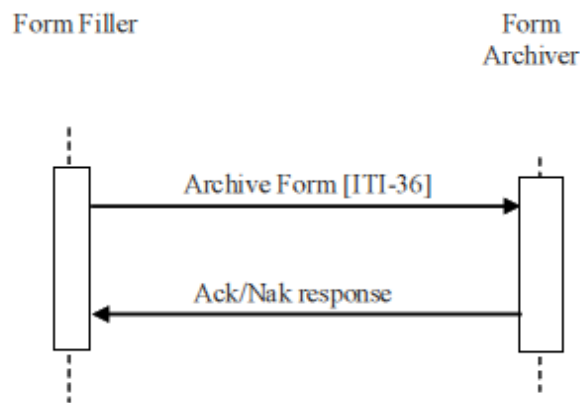 Form Filler
Form
Archiver
Archive Form [ITI-36]
Ack/Nak response